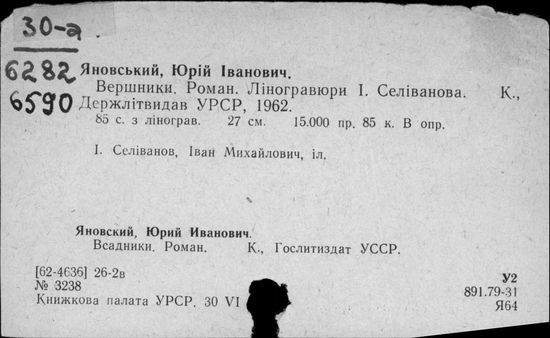 30-а
6282
6590
Яновський, Юрій Іванович.
Вершники. Роман. Ліногравюри І. Селіванова. К.,
Держлітвидав УРСР, 1962.
85 с. з лінограв. 27 см. 15.000 пр. 85 к. В опр.
І. Селіванов, Іван Михайлович, іл.
Яновский, Юрий Иванович.
Всадники. Роман. К., Гослитиздат УССР.
[62-4636] 26-2в
№ 3238
Книжкова палата УРСР. 30 VI
У2
891.79-31
Я64